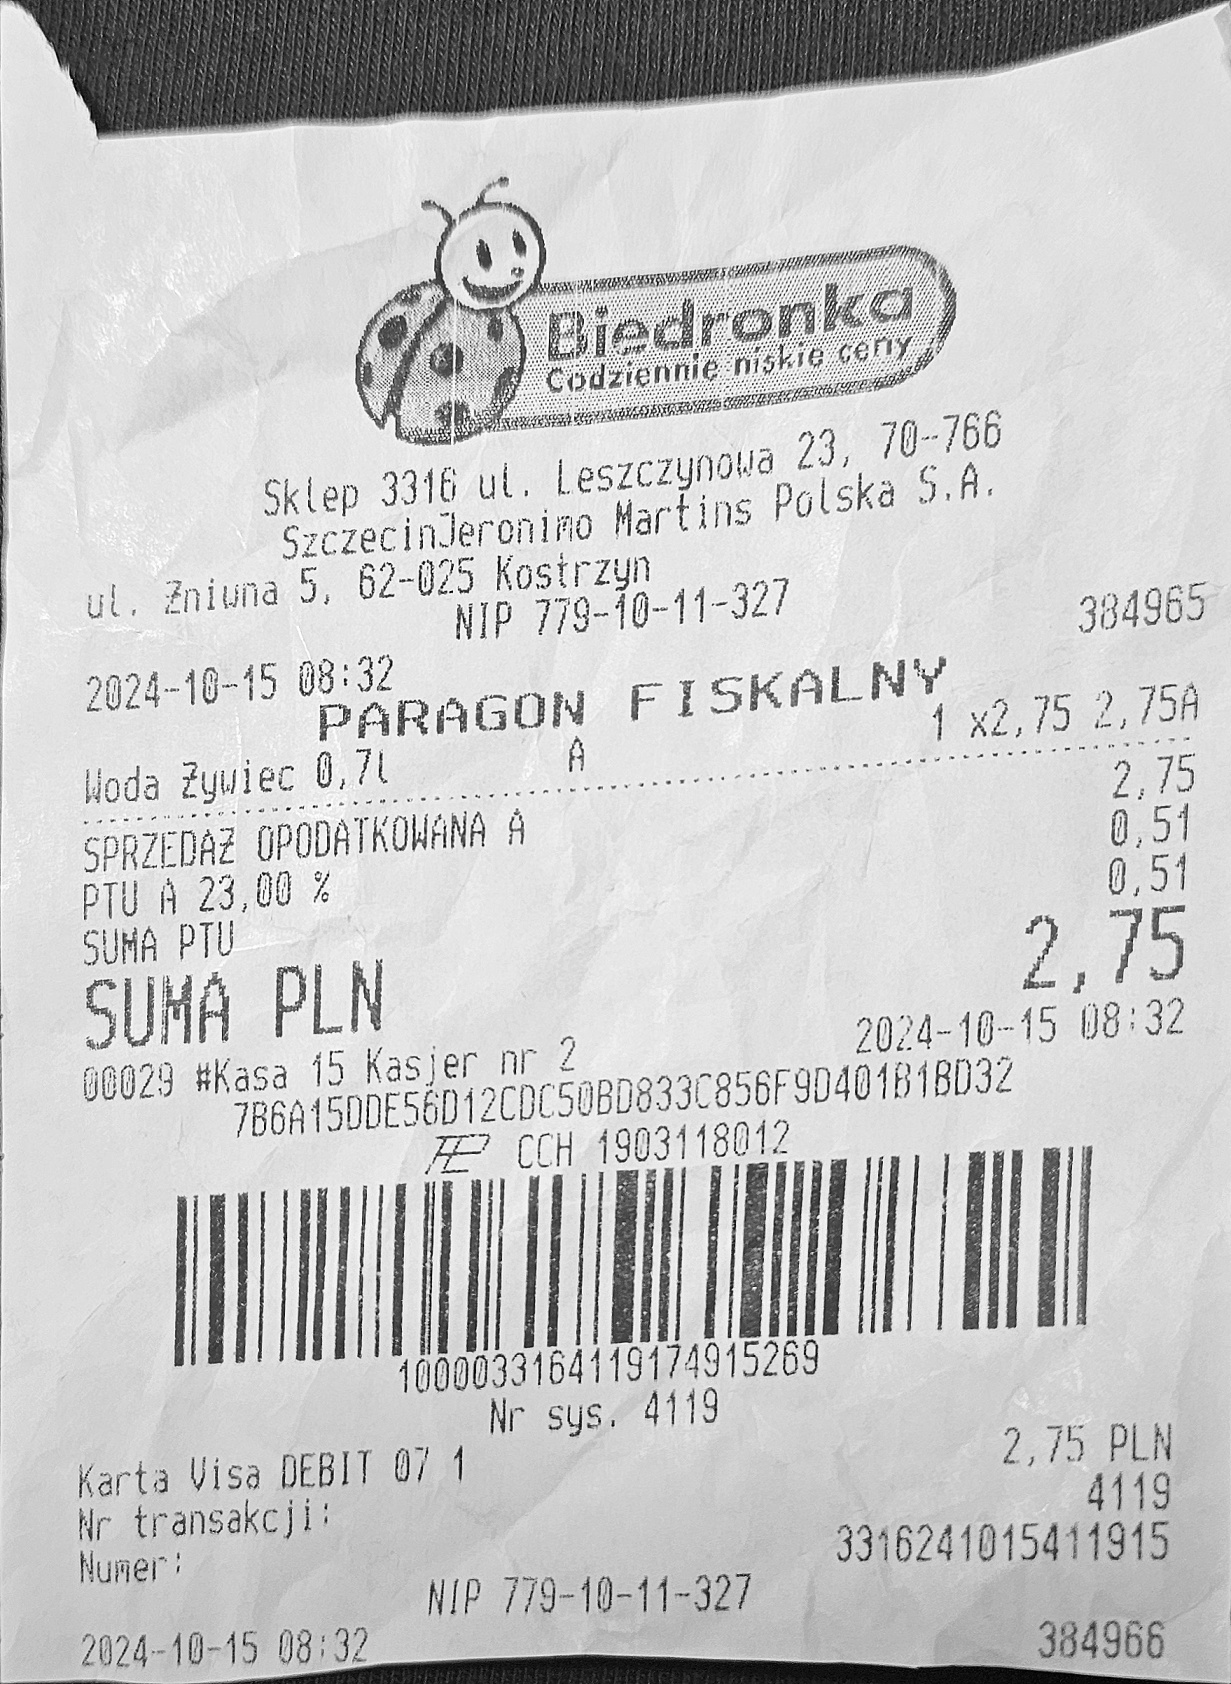 Biedronka
Codziennie niskie ceny
Sklep 3316 ul. Leszczynowa 23, 70-766
SzczecinJeronimo Martins Polska S.A.
ul. Żniwna 5, 62-025 Kostrzyn
NIP 779-10-11-327
2024-10-15 08:32 384965
PARAGON FISKALNY
Woda Żywiec 0,7l A 1 x2,75 2,75A
SPRZEDAŻ OPODATKOWANA A 2,75
PTU A 23,00 % 0,51
SUMA PTU 0,51
SUMA PLN 2,75
00029 #Kasa 15 Kasjer nr 2 2024-10-15 08:32
7B6A15DDE56D12CDC50BD833C856F9D401B1BD32
CCH 1903118012
1000033164119174915269
Nr sys. 4119
Karta Visa DEBIT 07 1 2,75 PLN
Nr transakcji: 4119
Numer: 3316241015411915
NIP 779-10-11-327
2024-10-15 08:32 384966